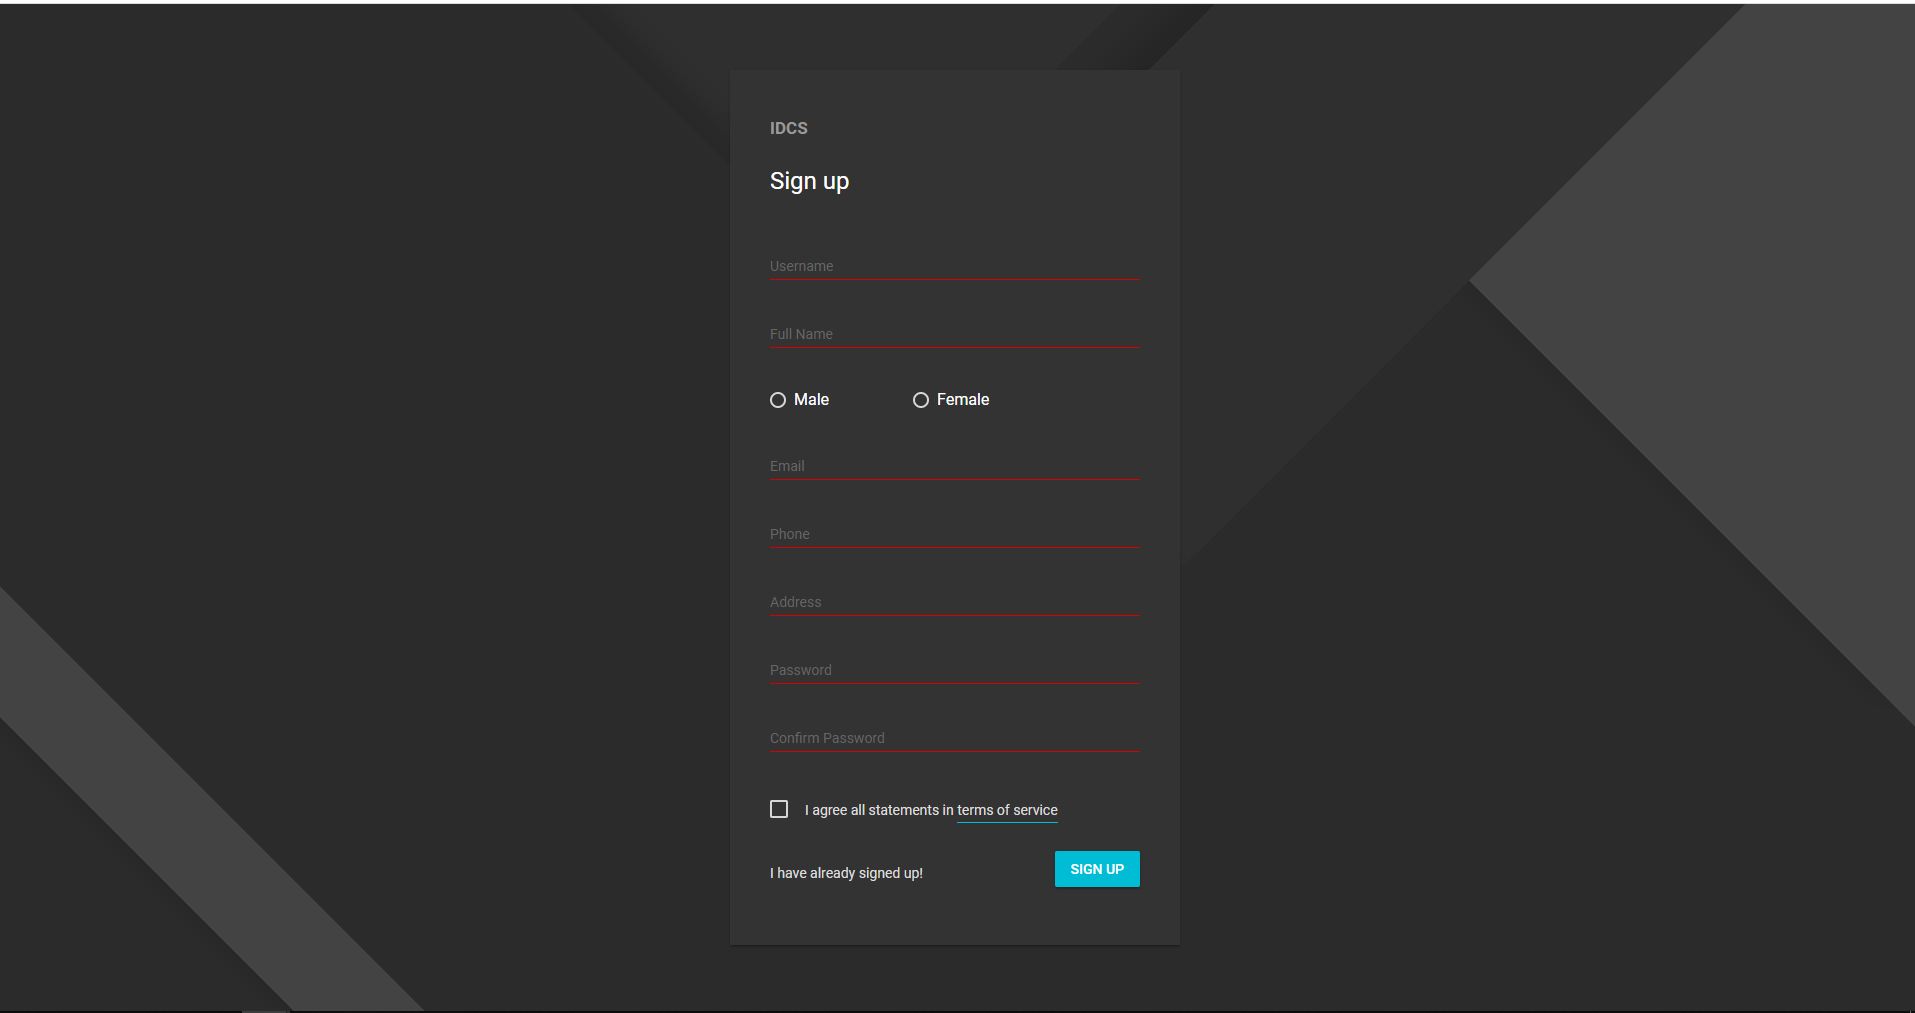 IDCS
Sign up
Username
Full Name
Male Female
Email
Phone
Address
Password
Confirm Password
I agree all statements in terms of service
I have already signed up! SIGN UP